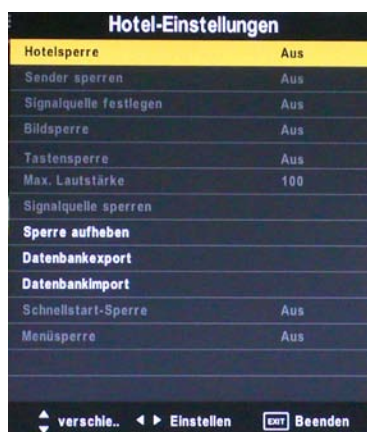 Hotel-Einstellungen
Hotelsperre Aus
Sender sperren Aus
Signalquelle festlegen Aus
Bildsperre Aus
Tastensperre Aus
Max. Lautstärke 100
Signalquelle sperren
Sperre aufheben
Datenbankexport
Datenbankimport
Schnellstart-Sperre Aus
Menüsperre Aus
verschie.. Einstellen EXIT Beenden